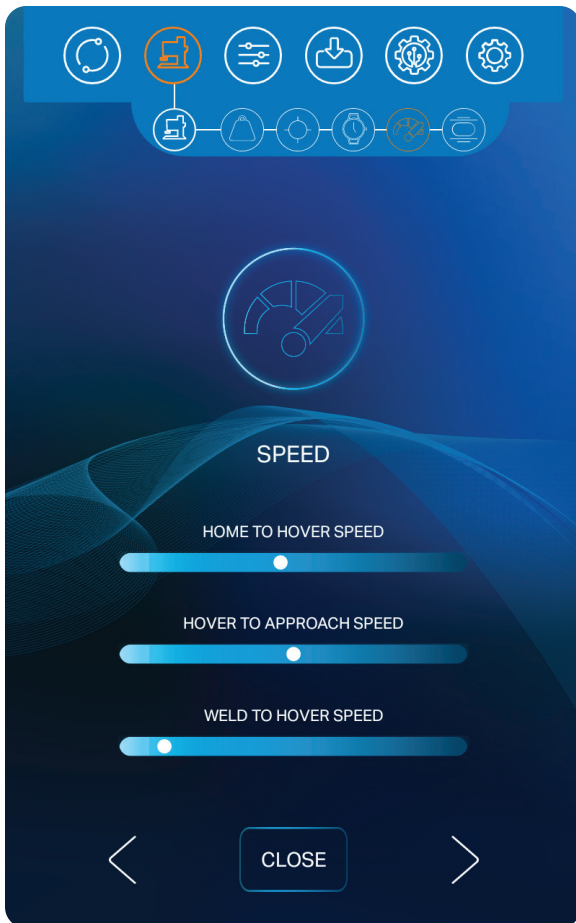 SPEED
HOME TO HOVER SPEED
HOVER TO APPROACH SPEED
WELD TO HOVER SPEED
CLOSE